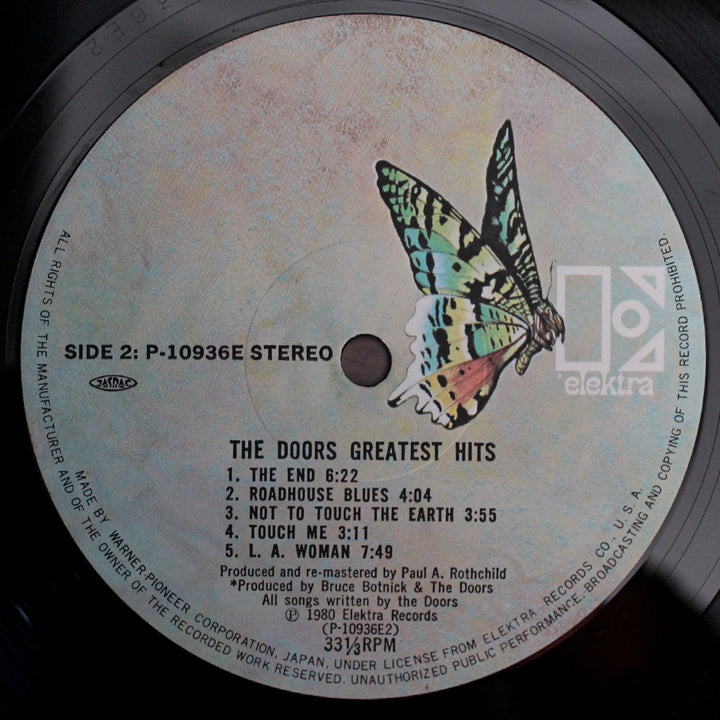 SIDE 2: P-10936E STEREO
JASRAC
elektra
THE DOORS GREATEST HITS
1. THE END 6:22
2. ROADHOUSE BLUES 4:04
3. NOT TO TOUCH THE EARTH 3:55
4. TOUCH ME 3:11
5. L. A. WOMAN 7:49
Produced and re-mastered by Paul A. Rothchild
*Produced by Bruce Botnick & The Doors
All songs written by the Doors
Ⓟ 1980 Elektra Records
(P-10936E2)
33⅓RPM
ALL RIGHTS OF THE MANUFACTURER AND OF THE OWNER OF THE RECORDED WORK RESERVED. UNAUTHORIZED PUBLIC PERFORMANCE. BROADCASTING AND COPYING OF THIS RECORD PROHIBITED.
MADE BY WARNER-PIONEER CORPORATION, JAPAN, UNDER LICENSE FROM ELEKTRA RECORDS CO., U.S.A.